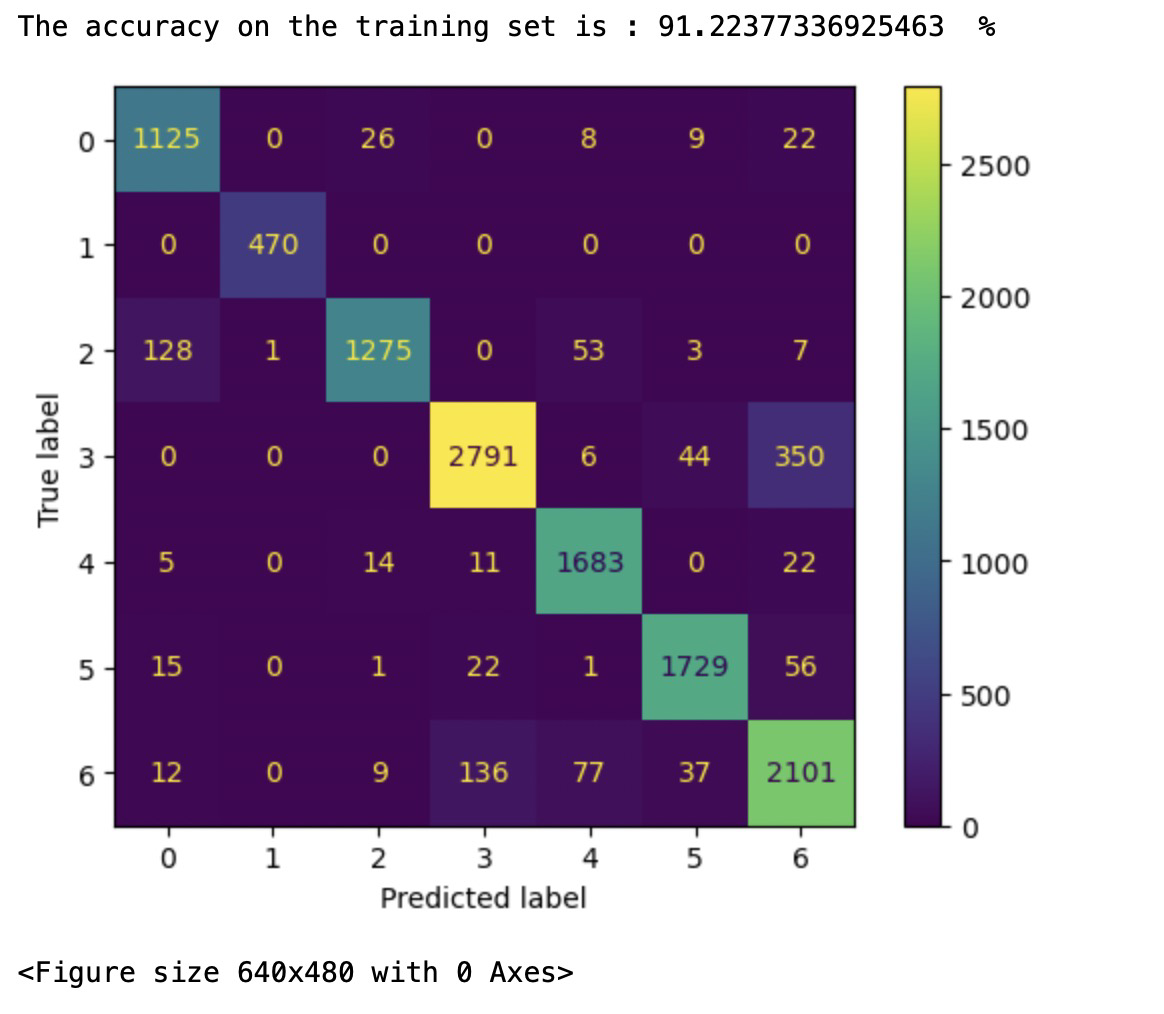 The accuracy on the training set is : 91.22377336925463 %
0 1125 0 26 0 8 9 22
1 0 470 0 0 0 0 0
2 128 1 1275 0 53 3 7
3 0 0 0 2791 6 44 350
4 5 0 14 11 1683 0 22
5 15 0 1 22 1 1729 56
6 12 0 9 136 77 37 2101
0 1 2 3 4 5 6
Predicted label
True label
2500
2000
1500
1000
500
0
<Figure size 640x480 with 0 Axes>